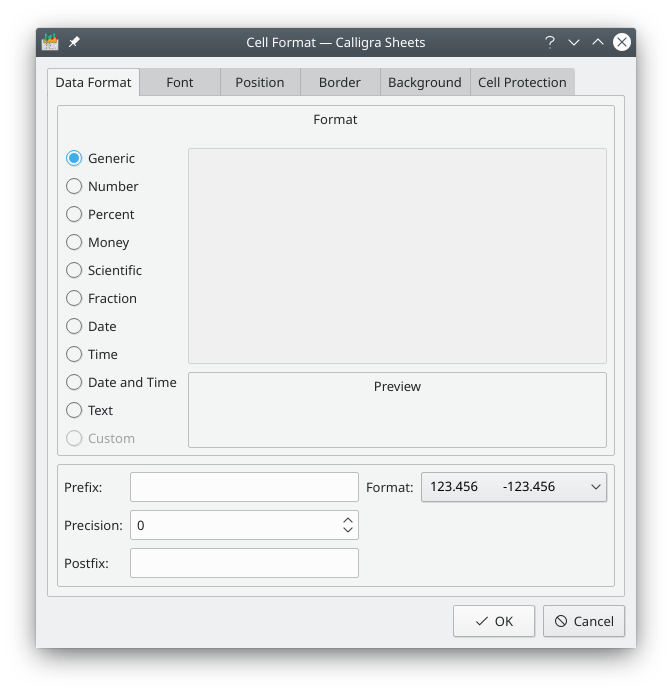 Cell Format — Calligra Sheets
Data Format Font Position Border Background Cell Protection
Format
Generic
Number
Percent
Money
Scientific
Fraction
Date
Time
Date and Time
Text
Custom
Preview
Prefix:
Format: 123.456 -123.456
Precision: 0
Postfix:
OK Cancel